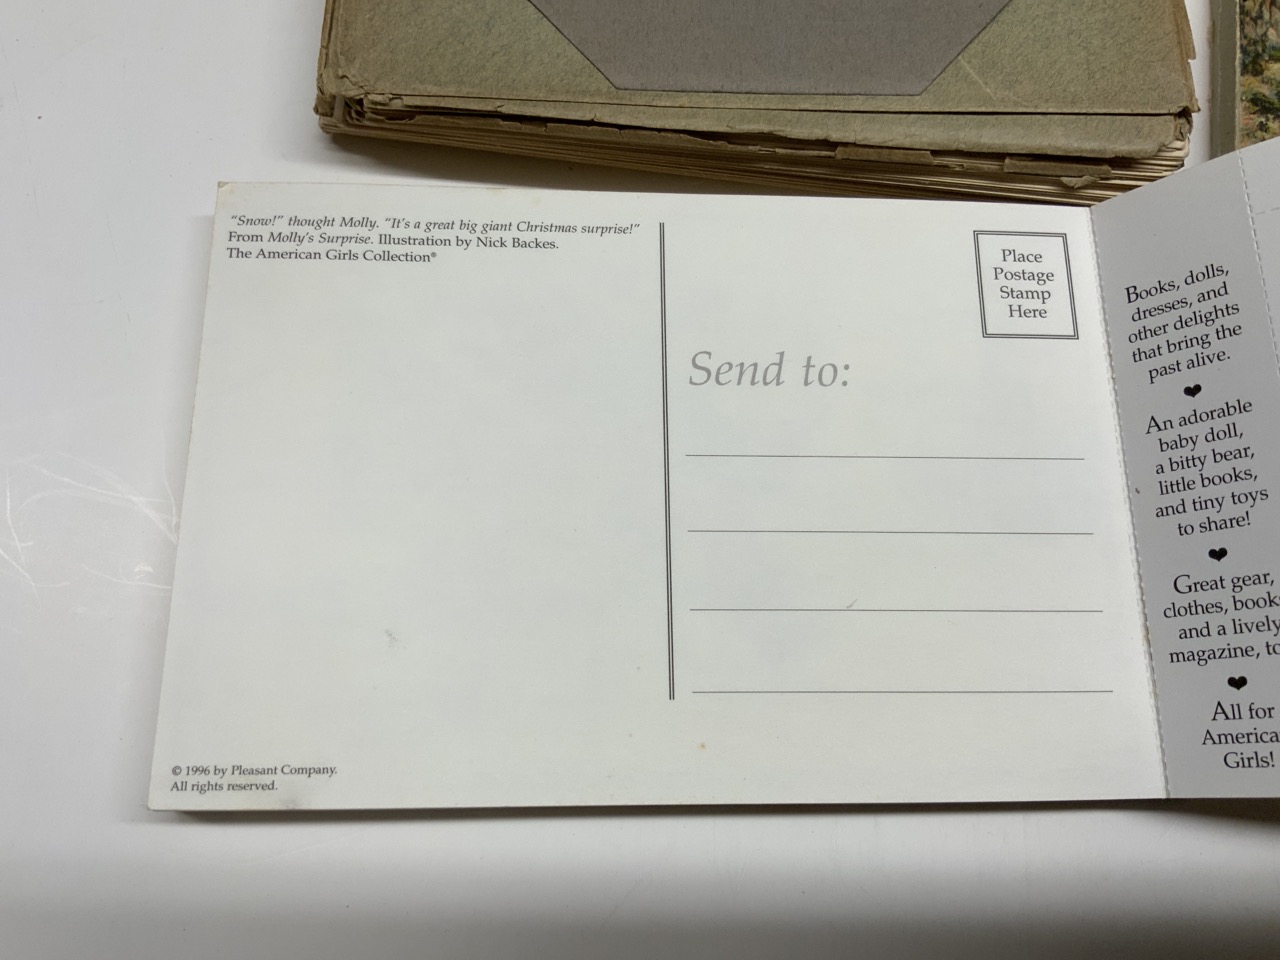 “Snow!” thought Molly. “It’s a great big giant Christmas surprise!”
From Molly’s Surprise. Illustration by Nick Backes.
The American Girls Collection®
© 1996 by Pleasant Company.
All rights reserved.
Place
Postage
Stamp
Here
Send to:
Books, dolls,
dresses, and
other delights
that bring the
past alive.
An adorable
baby doll,
a bitty bear,
little books,
and tiny toys
to share!
Great gear,
clothes, book
and a lively
magazine, to
All for
America
Girls!